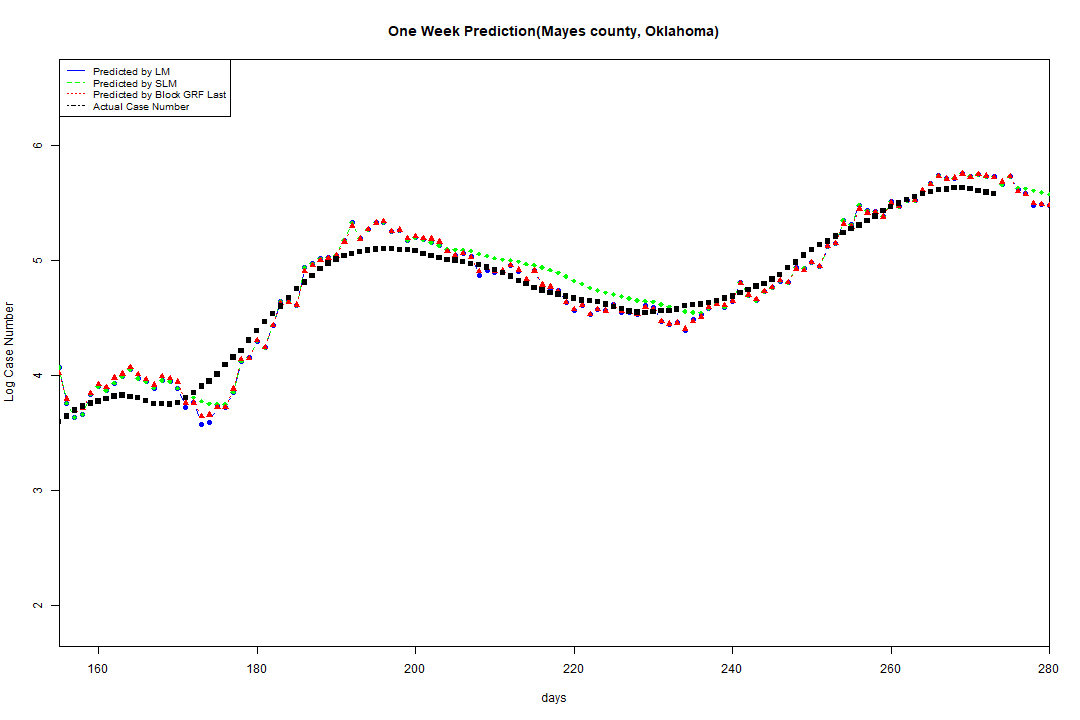 One Week Prediction(Mayes county, Oklahoma)
Predicted by LM
Predicted by SLM
Predicted by Block GRF Last
Actual Case Number
6
5
4
3
2
Log Case Number
160 180 200 220 240 260 280
days